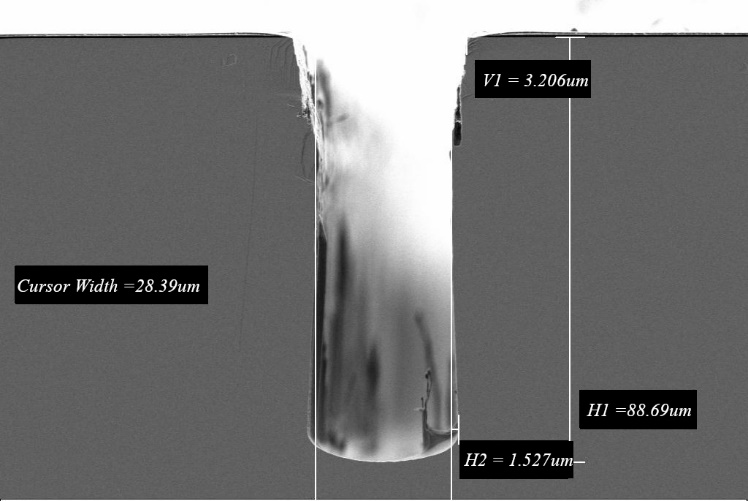 V1 = 3.206um
Cursor Width =28.39um
H1 =88.69um
H2 = 1.527um